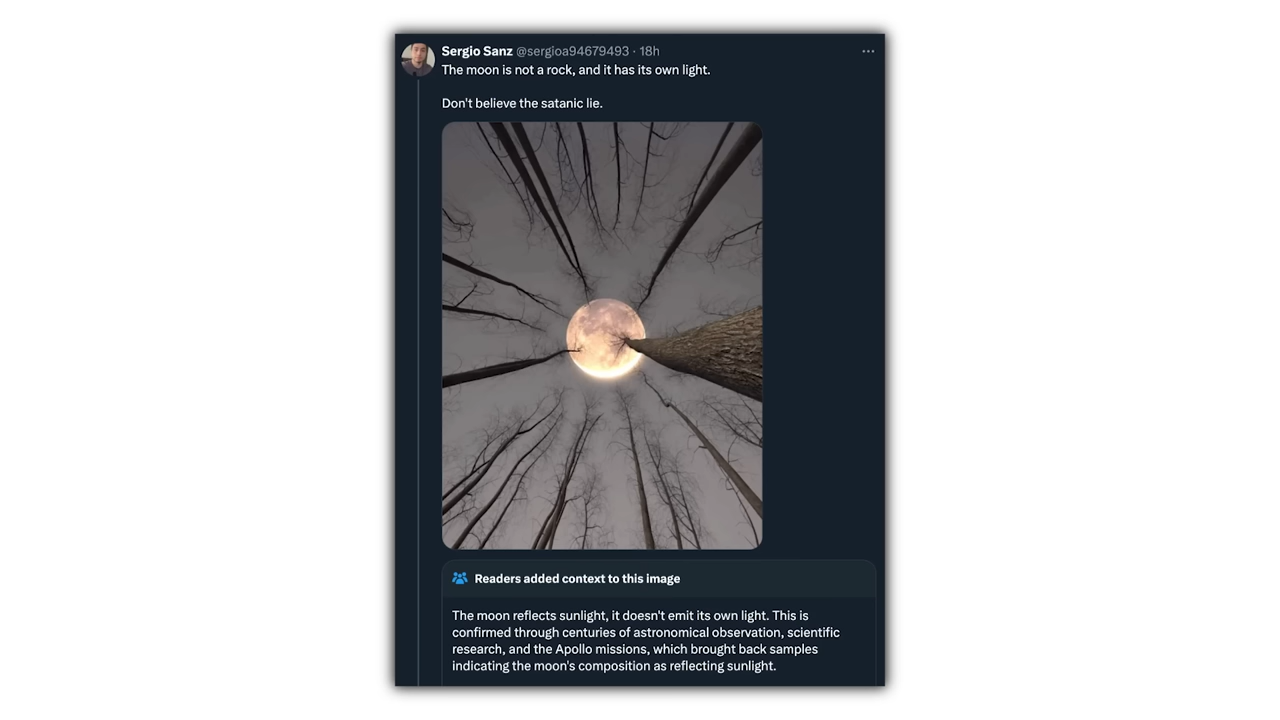 Sergio Sanz @sergioa94679493 · 18h
The moon is not a rock, and it has its own light.
Don't believe the satanic lie.
Readers added context to this image
The moon reflects sunlight, it doesn't emit its own light. This is
confirmed through centuries of astronomical observation, scientific
research, and the Apollo missions, which brought back samples
indicating the moon's composition as reflecting sunlight.